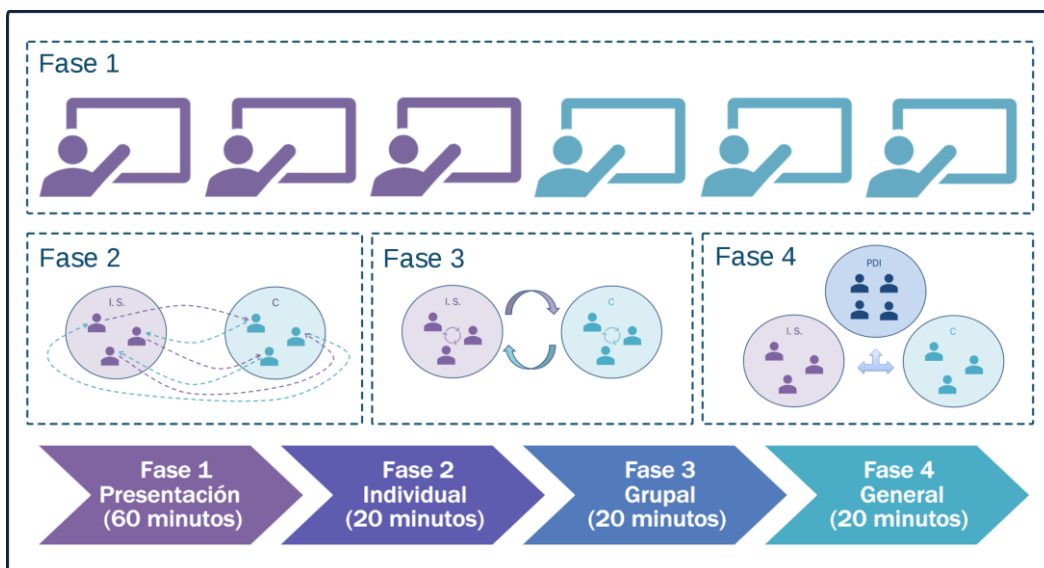 Fase 1
Fase 2
I. S.
C
Fase 3
I. S.
C
Fase 4
PDI
I. S.
C
Fase 1
Presentación
(60 minutos)
Fase 2
Individual
(20 minutos)
Fase 3
Grupal
(20 minutos)
Fase 4
General
(20 minutos)